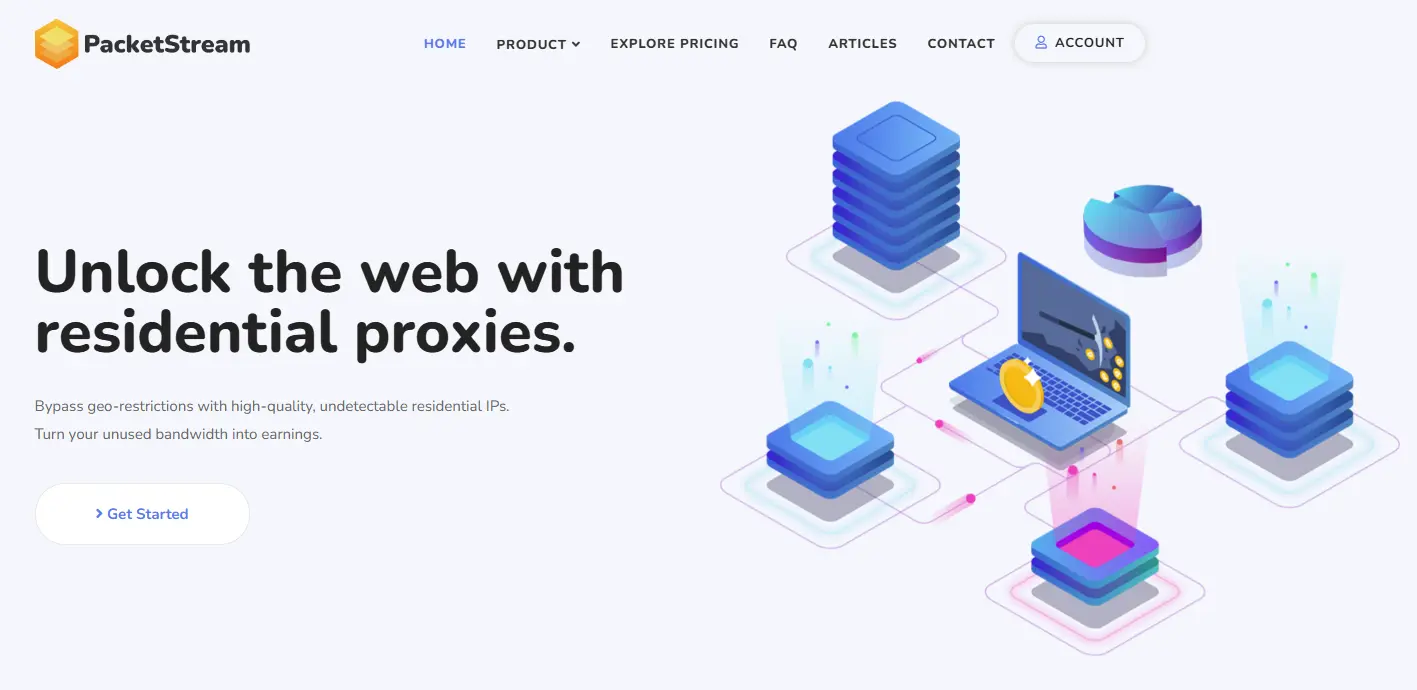 PacketStream
HOME
PRODUCT
EXPLORE PRICING
FAQ
ARTICLES
CONTACT
ACCOUNT
Unlock the web with
residential proxies.
Bypass geo-restrictions with high-quality, undetectable residential IPs.
Turn your unused bandwidth into earnings.
Get Started